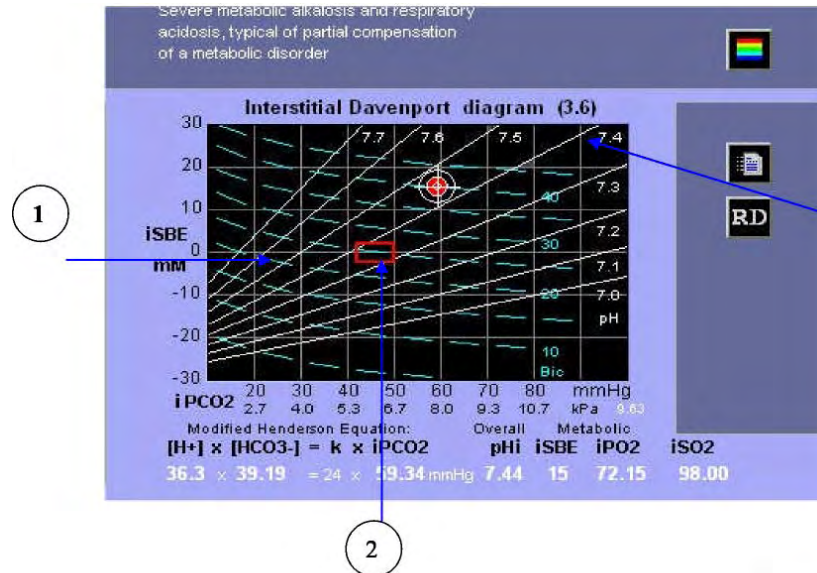 Severe metabolic alkalosis and respiratory
acidosis, typical of partial compensation
of a metabolic disorder
Interstitial Davenport diagram (3.6)
30
20
10
0
-10
-20
-30
iSBE
mM
7.7 7.6 7.5 7.4
7.3
7.2
7.1
7.0
pH
40
30
20
10
Bic
RD
1
20 30 40 50 60 70 80 mmHg
iPCO2 2.7 4.0 5.3 6.7 8.0 9.3 10.7 kPa 9.63
Modified Henderson Equation: Overall Metabolic
[H+] x [HCO3-] = k x iPCO2 pHi iSBE iPO2 iSO2
36.3 x 39.19 = 24 x 59.34 mmHg 7.44 15 72.15 98.00
2